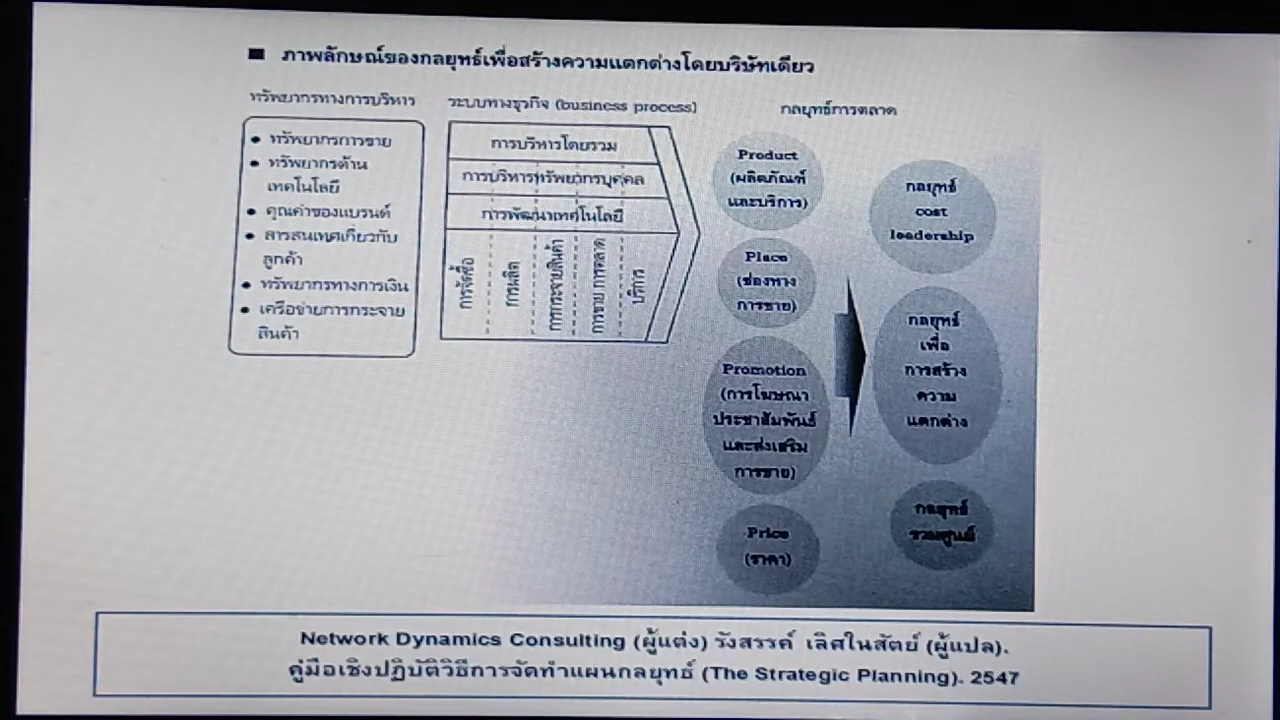 ภาพลักษณ์ของกลยุทธ์เพื่อสร้างความแตกต่างโดยบริษัทเดียว
ทรัพยากรทางการบริหาร
ทรัพยากรการขาย
ทรัพยากรด้าน
เทคโนโลยี
คุณค่าของแบรนด์
สารสนเทศเกี่ยวกับ
ลูกค้า
ทรัพยากรทางการเงิน
เครือข่ายการกระจาย
สินค้า
ระบบทางธุรกิจ (business process)
การบริหารโดยรวม
การบริหารทรัพยากรบุคคล
การพัฒนาเทคโนโลยี
การจัดซื้อ
การผลิต
การกระจายสินค้า
การขาย การตลาด
บริการ
กลยุทธ์การตลาด
Product
(ผลิตภัณฑ์
และบริการ)
Place
(ช่องทาง
การขาย)
Promotion
(การโฆษณา
ประชาสัมพันธ์
และส่งเสริม
การขาย)
Price
(ราคา)
กลยุทธ์
cost
leadership
กลยุทธ์
เพื่อ
การสร้าง
ความ
แตกต่าง
กลยุทธ์
รวมศูนย์
Network Dynamics Consulting (ผู้แต่ง) รังสรรค์ เลิศในสัตย์ (ผู้แปล).
คู่มือเชิงปฏิบัติวิธีการจัดทำแผนกลยุทธ์ (The Strategic Planning). 2547